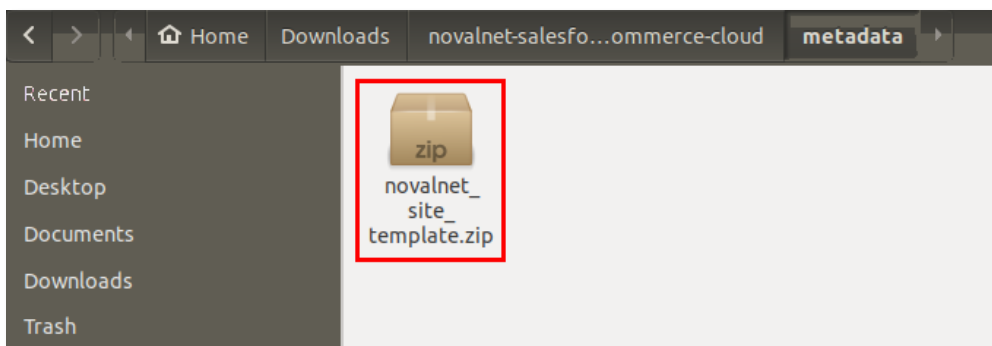 Home Downloads novalnet-salesfo...ommerce-cloud metadata
Recent
Home
Desktop
Documents
Downloads
Trash
zip
novalnet_
site_
template.zip